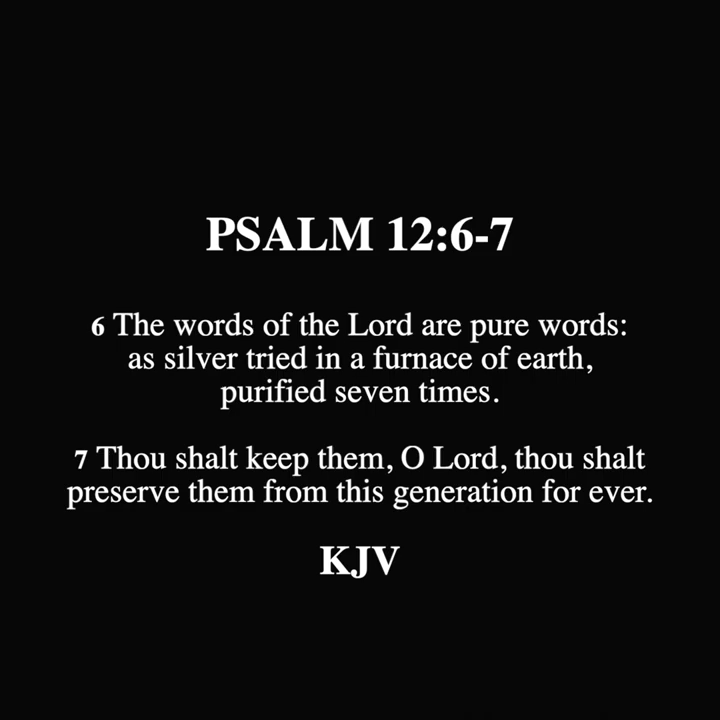 PSALM 12:6-7
6 The words of the Lord are pure words:
as silver tried in a furnace of earth,
purified seven times.
7 Thou shalt keep them, O Lord, thou shalt
preserve them from this generation for ever.
KJV